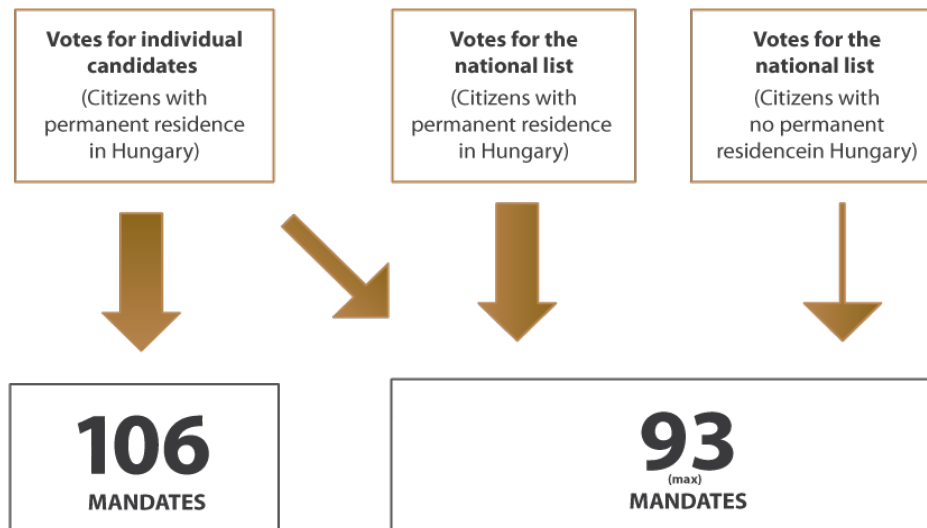 Votes for individual
candidates
(Citizens with
permanent residence
in Hungary)
Votes for the
national list
(Citizens with
permanent residence
in Hungary)
Votes for the
national list
(Citizens with
no permanent
residencein Hungary)
106
MANDATES
93
(max)
MANDATES